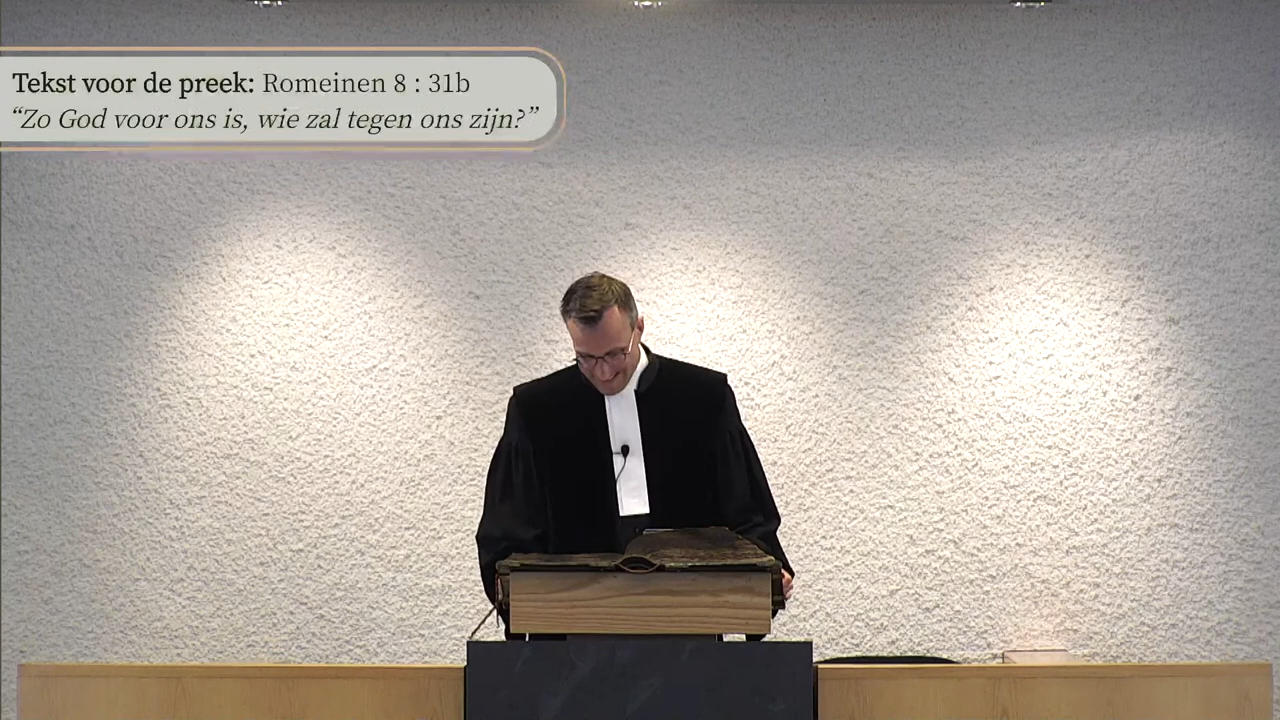 Tekst voor de preek: Romeinen 8 : 31b
“Zo God voor ons is, wie zal tegen ons zijn?”